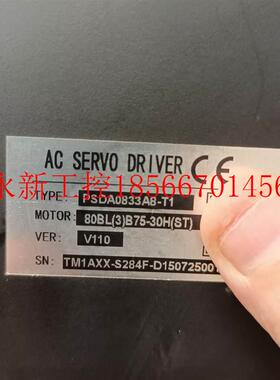 AC SERVO DRIVER CE
永新工控18566701456
TYPE: PSDA0833A8-T1
MOTOR: 80BL(3)B75-30H(ST)
VER: V110
SN: TM1AXX-S284F-D15072500